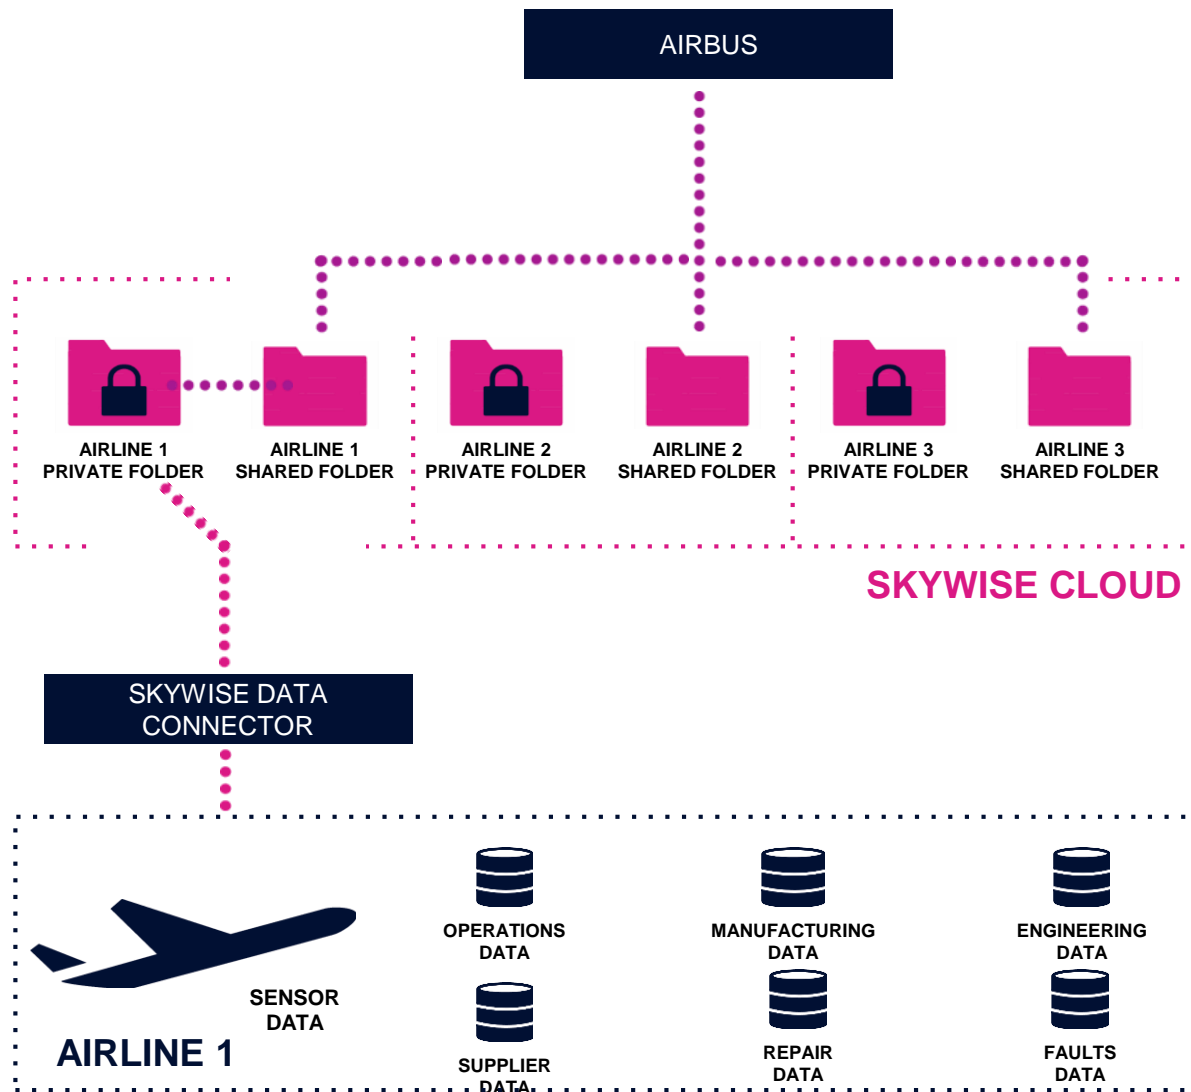 AIRBUS
AIRLINE 1
PRIVATE FOLDER
AIRLINE 1
SHARED FOLDER
AIRLINE 2
PRIVATE FOLDER
AIRLINE 2
SHARED FOLDER
AIRLINE 3
PRIVATE FOLDER
AIRLINE 3
SHARED FOLDER
SKYWISE CLOUD
SKYWISE DATA
CONNECTOR
OPERATIONS
DATA
MANUFACTURING
DATA
ENGINEERING
DATA
SENSOR
DATA
AIRLINE 1
SUPPLIER
DATA
REPAIR
DATA
FAULTS
DATA